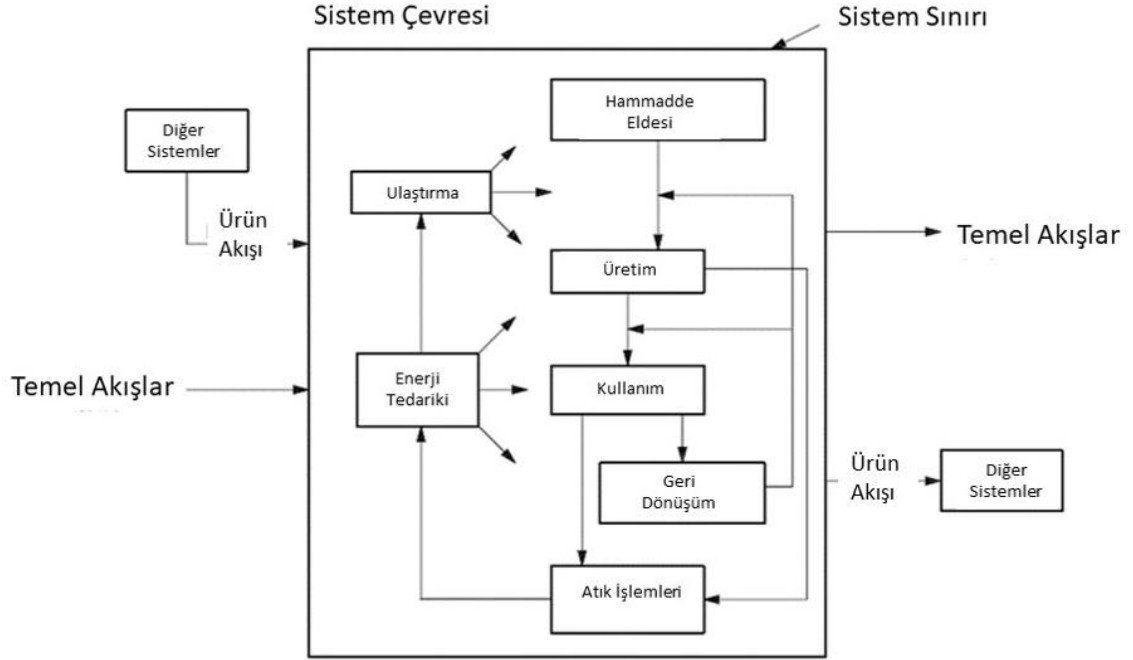 Sistem Çevresi
Sistem Sınırı
Hammadde
Eldesi
Diğer
Sistemler
Ulaştırma
Ürün
Akışı
Temel Akışlar
Üretim
Temel Akışlar
Enerji
Tedariki
Kullanım
Ürün
Akışı
Diğer
Sistemler
Geri
Dönüşüm
Atık İşlemleri